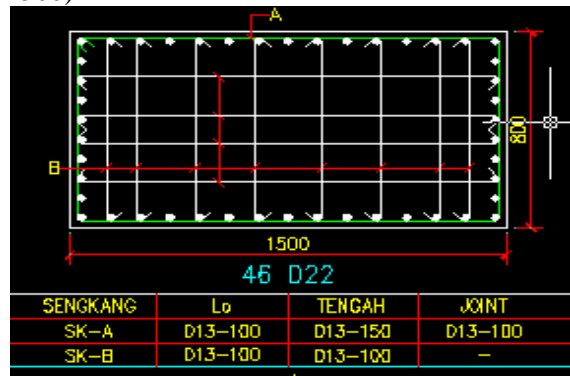 A
B
800
1500
46 D22
SENGKANG Lo TENGAH JOINT
SK-A D13-100 D13-150 D13-100
SK-B D13-100 D13-100 -